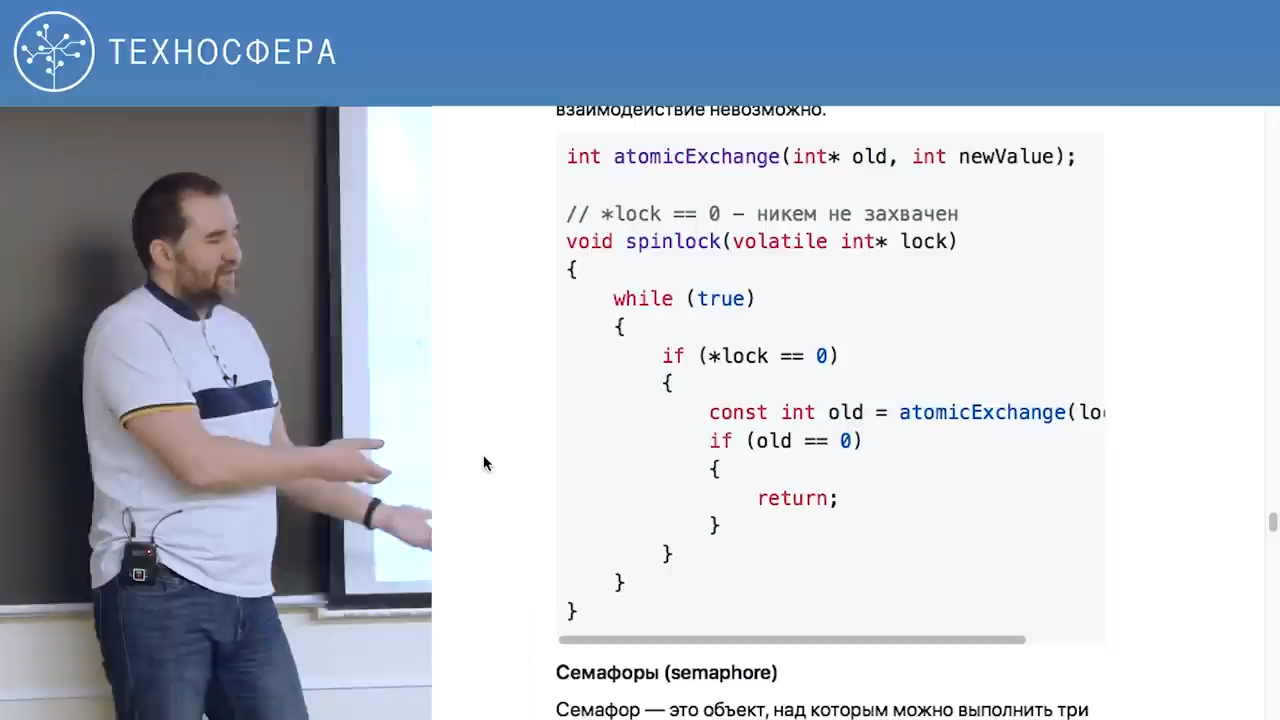 ТЕХНОСФЕРА
взаимодействие невозможно.
int atomicExchange(int* old, int newValue);
// *lock == 0 – никем не захвачен
void spinlock(volatile int* lock)
{
while (true)
{
if (*lock == 0)
{
const int old = atomicExchange(lo
if (old == 0)
{
return;
}
}
}
}
Семафоры (semaphore)
Семафор — это объект, над которым можно выполнить три